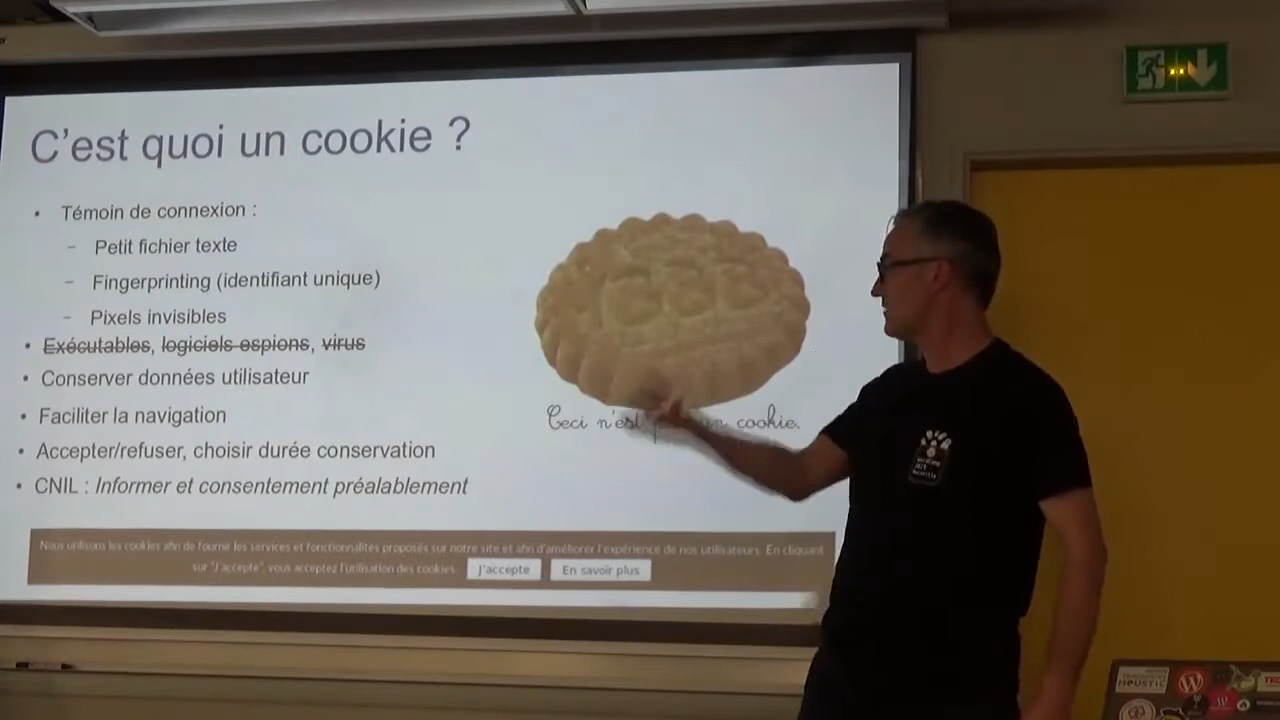 C'est quoi un cookie ?
• Témoin de connexion :
– Petit fichier texte
– Fingerprinting (identifiant unique)
– Pixels invisibles
• Exécutables, logiciels espions, virus
• Conserver données utilisateur
• Faciliter la navigation
• Accepter/refuser, choisir durée conservation
• CNIL : Informer et consentement préalablement
Ceci n'est un cookie.
Nous utilisons les cookies afin de fournir les services et fonctionnalités proposés sur notre site et afin d'améliorer l'expérience de nos utilisateurs. En cliquant
sur "J'accepte", vous acceptez l'utilisation des cookies.
J'accepte
En savoir plus
MOUSTIC